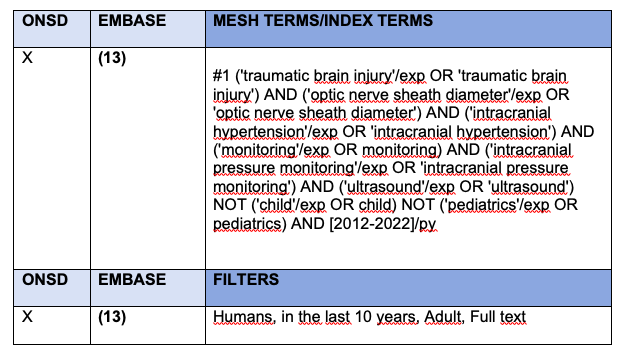 ONSD EMBASE MESH TERMS/INDEX TERMS
X (13)
#1 ('traumatic brain injury'/exp OR 'traumatic brain
injury') AND ('optic nerve sheath diameter'/exp OR
'optic nerve sheath diameter') AND ('intracranial
hypertension'/exp OR 'intracranial hypertension') AND
('monitoring'/exp OR monitoring) AND ('intracranial
pressure monitoring'/exp OR 'intracranial pressure
monitoring') AND ('ultrasound'/exp OR 'ultrasound')
NOT ('child'/exp OR child) NOT ('pediatrics'/exp OR
pediatrics) AND [2012-2022]/py
ONSD EMBASE FILTERS
X (13) Humans, in the last 10 years, Adult, Full text